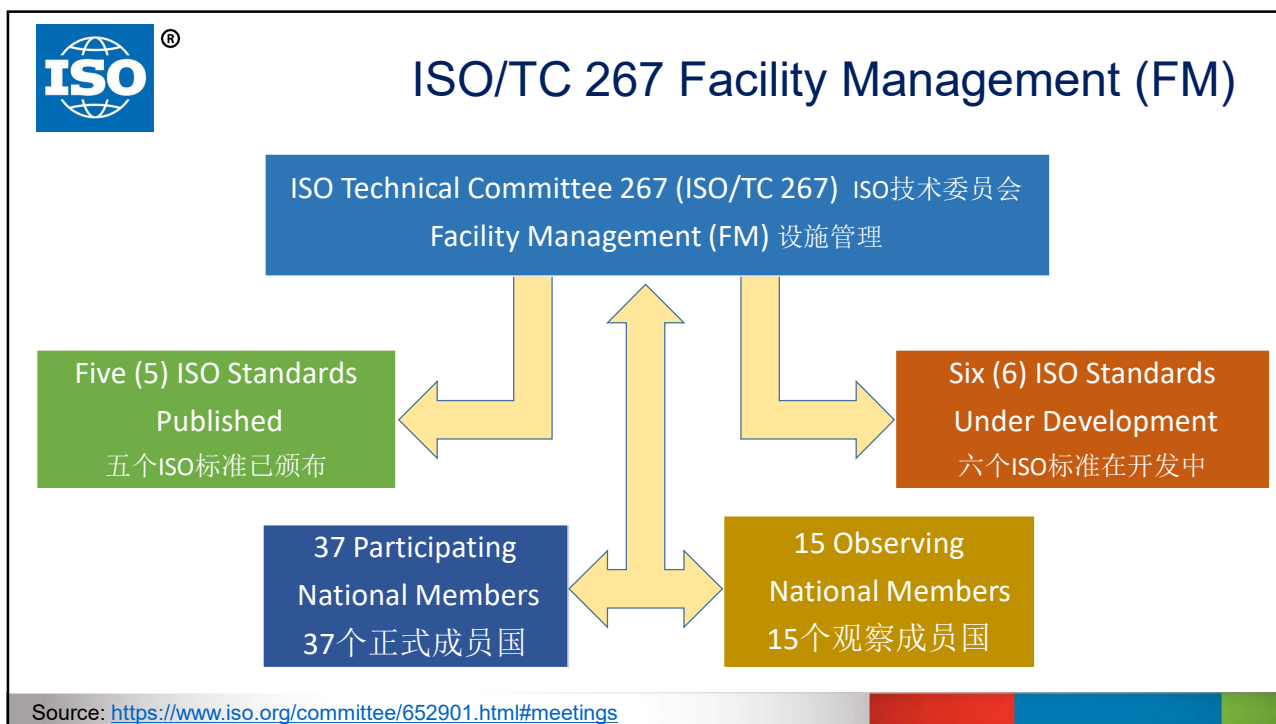 ISO ®
ISO/TC 267 Facility Management (FM)
ISO Technical Committee 267 (ISO/TC 267) ISO技术委员会
Facility Management (FM) 设施管理
Five (5) ISO Standards
Published
五个ISO标准已颁布
Six (6) ISO Standards
Under Development
六个ISO标准在开发中
37 Participating
National Members
37个正式成员国
15 Observing
National Members
15个观察成员国
Source: https://www.iso.org/committee/652901.html#meetings